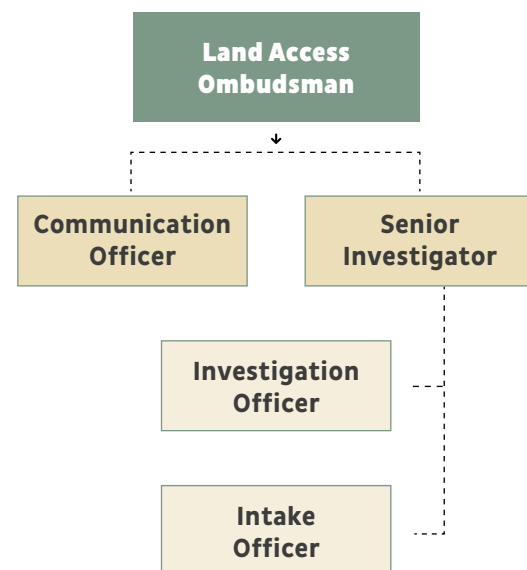 Land Access
Ombudsman
Communication
Officer
Senior
Investigator
Investigation
Officer
Intake
Officer